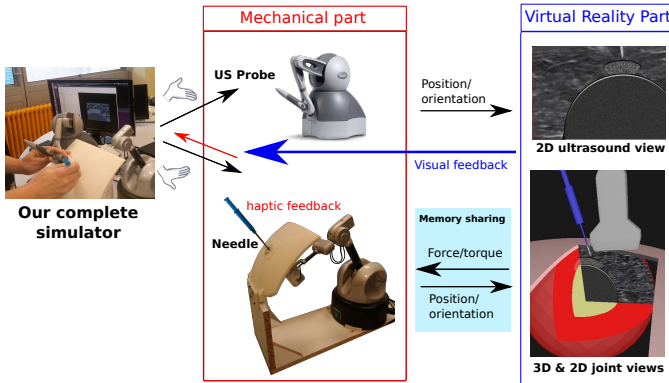 Mechanical part
Virtual Reality Part
US Probe
Position/
orientation
2D ultrasound view
Visual feedback
Our complete
simulator
haptic feedback
Needle
Memory sharing
Force/torque
Position/
orientation
3D & 2D joint views